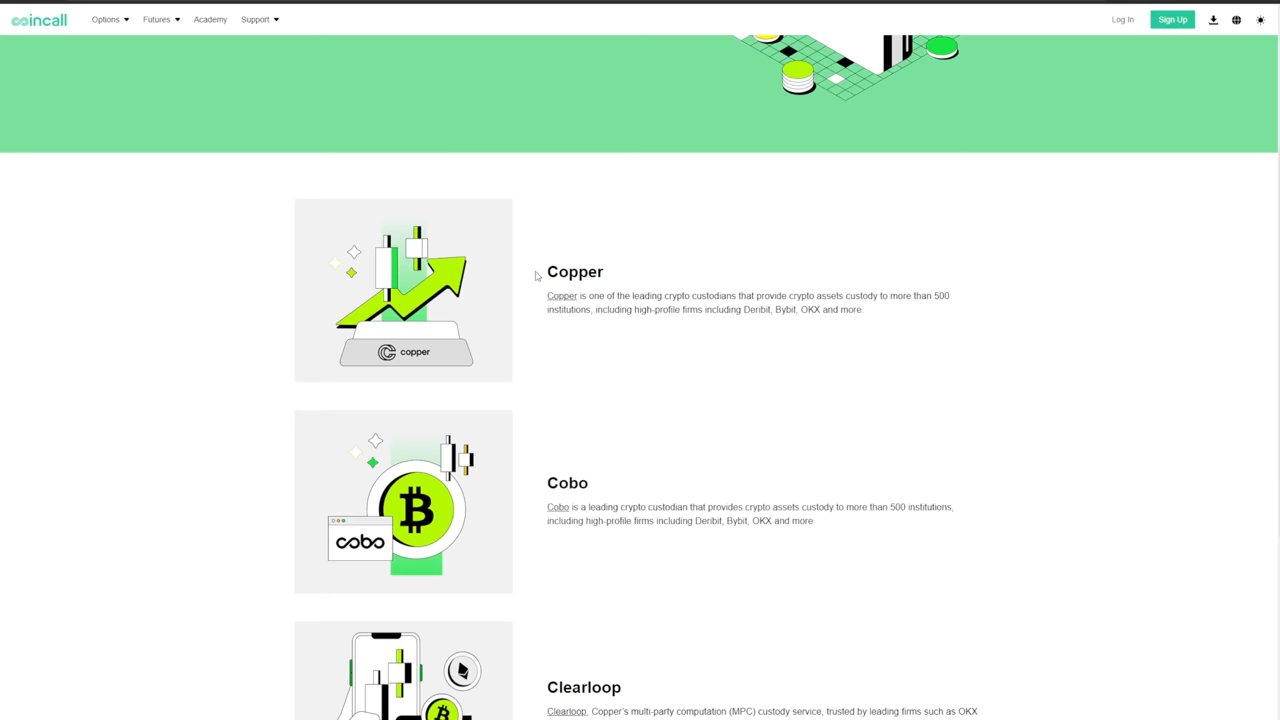 coincall Options Futures Academy Support Log In Sign Up
Copper
Copper is one of the leading crypto custodians that provide crypto assets custody to more than 500
institutions, including high-profile firms including Deribit, Bybit, OKX and more.
copper
Cobo
Cobo is a leading crypto custodian that provides crypto assets custody to more than 500 institutions,
including high-profile firms including Deribit, Bybit, OKX and more.
cobo
Clearloop
Clearloop, Copper's multi-party computation (MPC) custody service, trusted by leading firms such as OKX